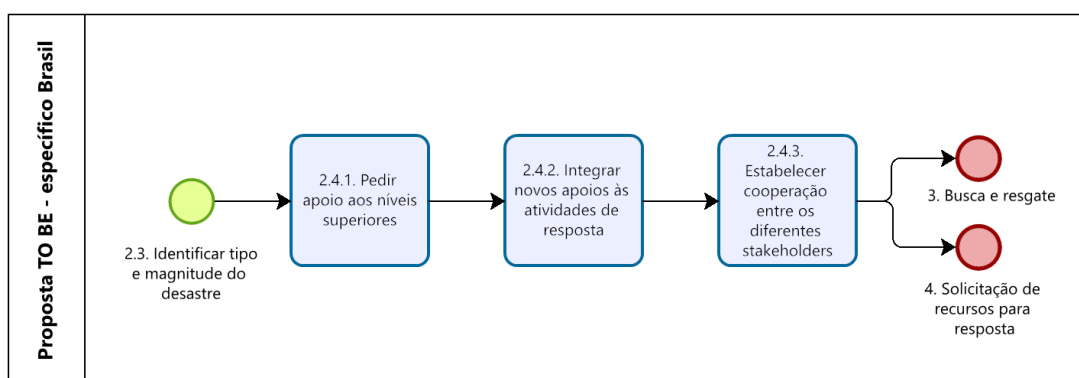 Proposta TO BE - específico Brasil
2.3. Identificar tipo
e magnitude do
desastre
2.4.1. Pedir
apoio aos níveis
superiores
2.4.2. Integrar
novos apoios às
atividades de
resposta
2.4.3.
Estabelecer
cooperação
entre os
diferentes
stakeholders
3. Busca e resgate
4. Solicitação de
recursos para
resposta